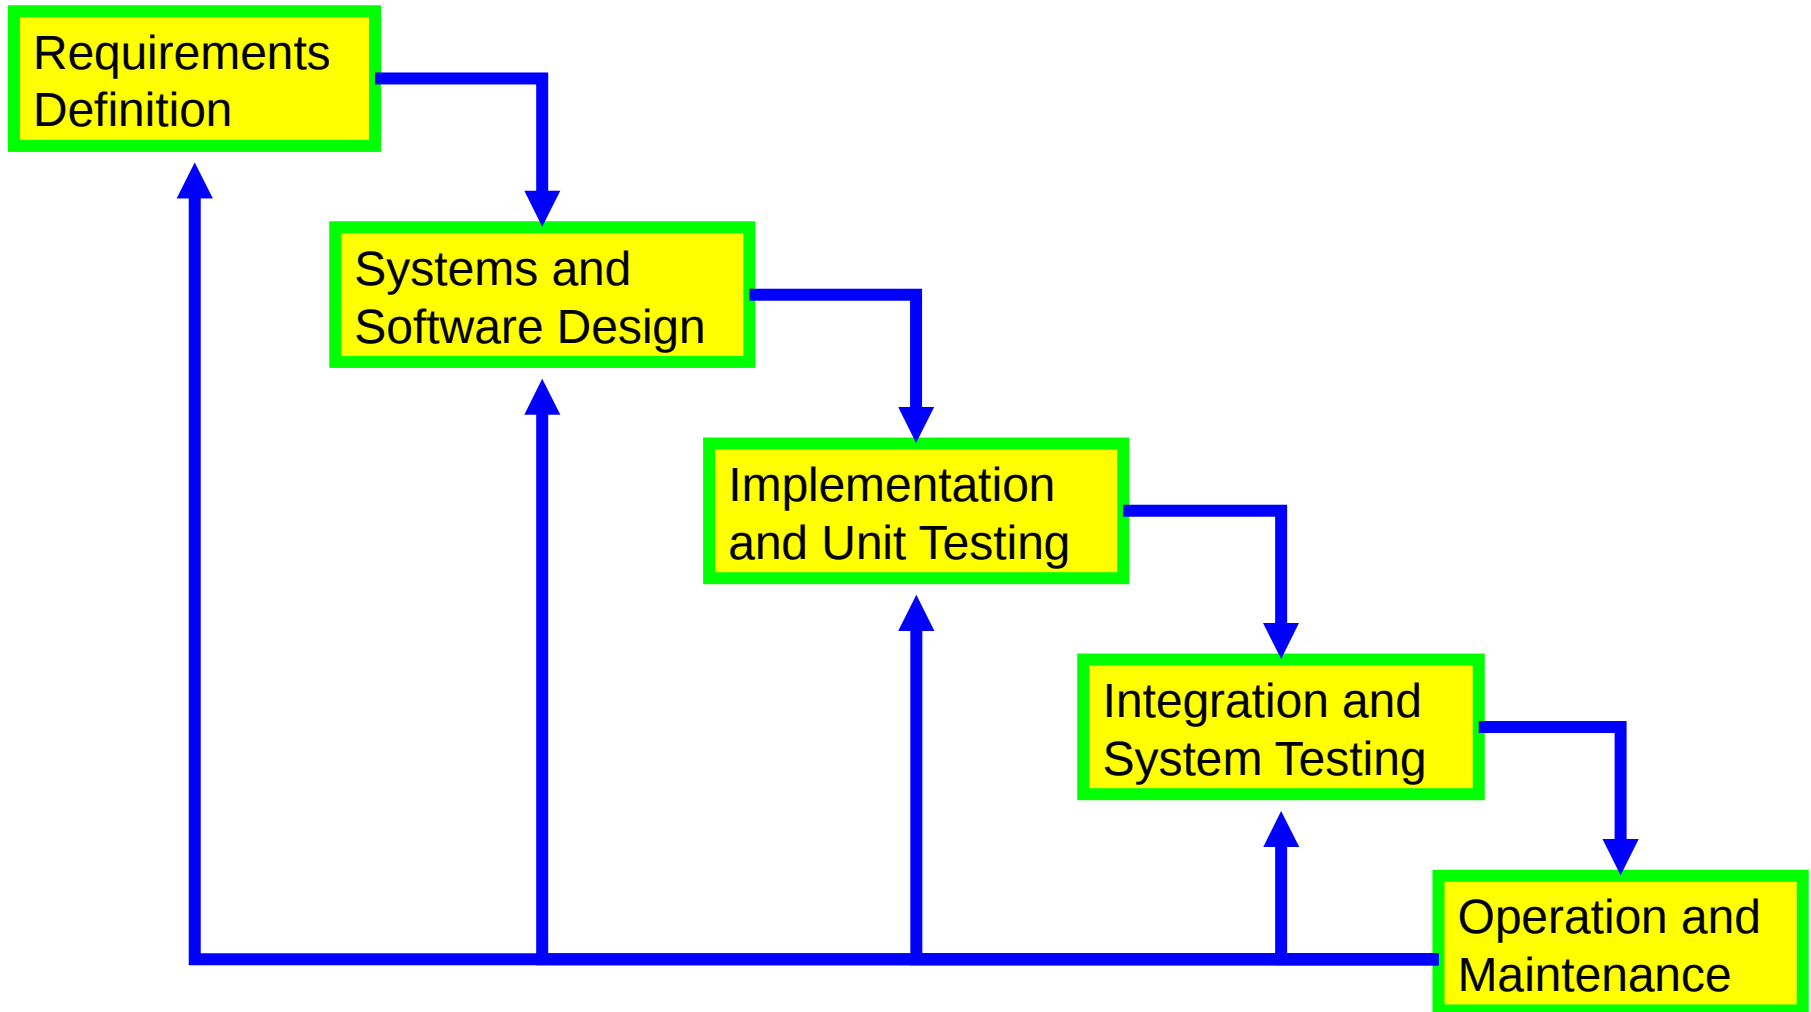 Requirements
Definition
Systems and
Software Design
Implementation
and Unit Testing
Integration and
System Testing
Operation and
Maintenance